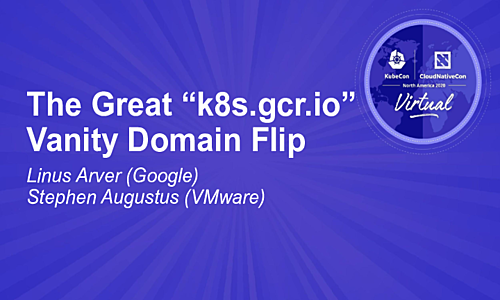 The Great “k8s.gcr.io”
Vanity Domain Flip
Linus Arver (Google)
Stephen Augustus (VMware)
KubeCon
CloudNativeCon
North America 2020
Virtual